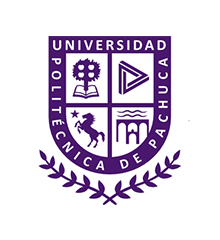 UNIVERSIDAD
POLITÉCNICA DE PACHUCA